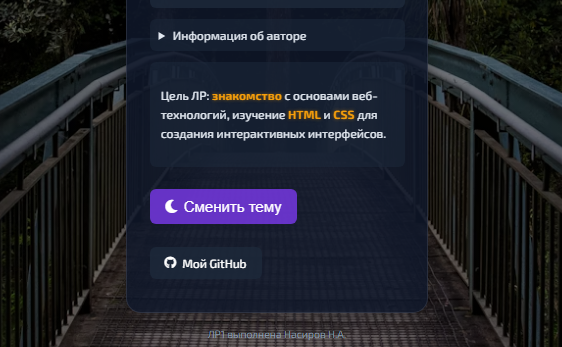 Информация об авторе
Цель ЛР: знакомство с основами веб-
технологий, изучение HTML и CSS для
создания интерактивных интерфейсов.
Сменить тему
Мой GitHub
ЛР1 выполнена Насиров Н.А.